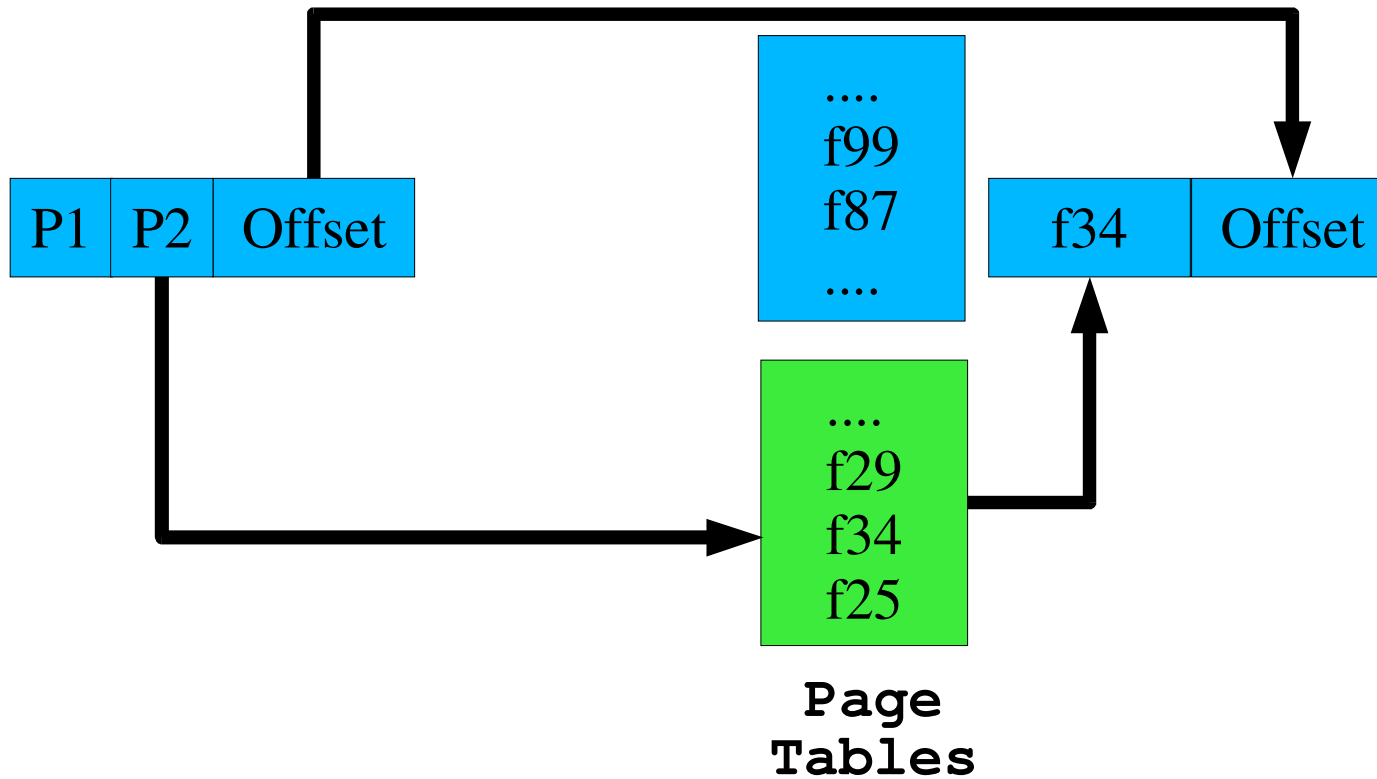 P1 P2 Offset
....
f99
f87
....
f34 Offset
....
f29
f34
f25
Page
Tables